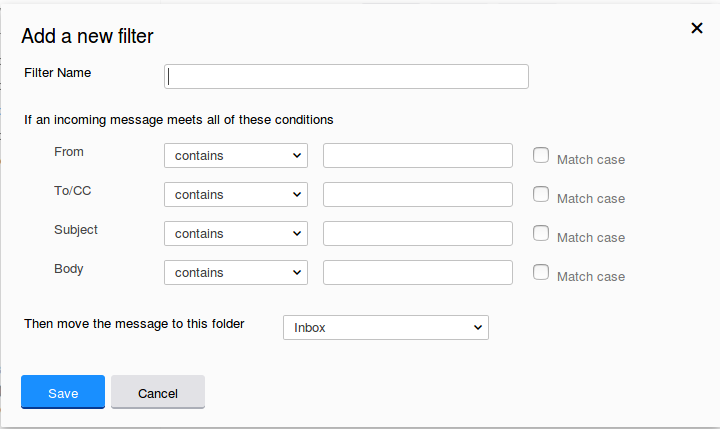 Add a new filter
Filter Name
If an incoming message meets all of these conditions
From contains Match case
To/CC contains Match case
Subject contains Match case
Body contains Match case
Then move the message to this folder Inbox
Save Cancel